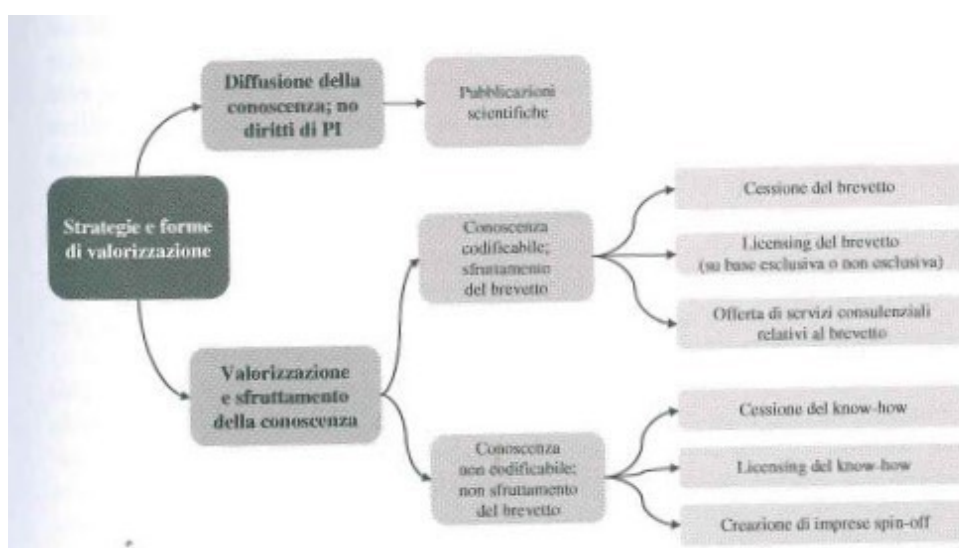 Diffusione della
conoscenza; no
diritti di PI
Pubblicazioni
scientifiche
Strategie e forme
di valorizzazione
Valorizzazione
e sfruttamento
della conoscenza
Conoscenza
codificabile;
sfruttamento
del brevetto
Cessione del brevetto
Licensing del brevetto
(su base esclusiva o non esclusiva)
Offerta di servizi consulenziali
relativi al brevetto
Conoscenza
non codificabile;
non sfruttamento
del brevetto
Cessione del know-how
Licensing del know-how
Creazione di imprese spin-off